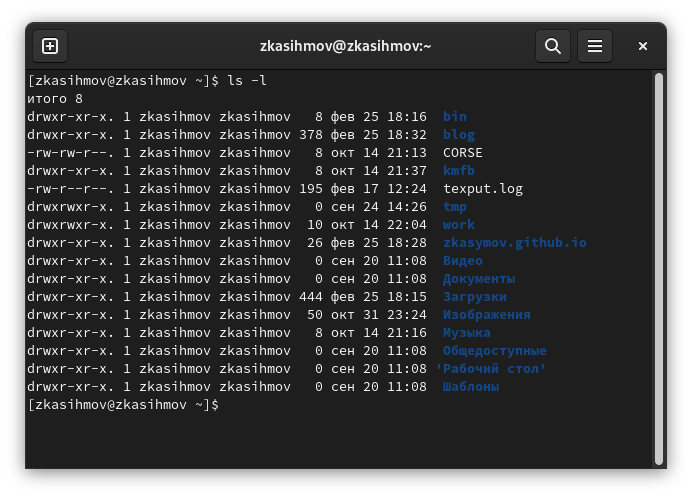 zkasihmov@zkasihmov:~
[zkasihmov@zkasihmov ~]$ ls -l
итого 8
drwxr-xr-x. 1 zkasihmov zkasihmov   8 фев 25 18:16  bin
drwxr-xr-x. 1 zkasihmov zkasihmov 378 фев 25 18:32  blog
-rw-rw-r--. 1 zkasihmov zkasihmov   8 окт 14 21:13  CORSE
drwxr-xr-x. 1 zkasihmov zkasihmov   8 окт 14 21:37  kmfb
-rw-r--r--. 1 zkasihmov zkasihmov 195 фев 17 12:24  texput.log
drwxrwxr-x. 1 zkasihmov zkasihmov   0 сен 24 14:26  tmp
drwxrwxr-x. 1 zkasihmov zkasihmov  10 окт 14 22:04  work
drwxr-xr-x. 1 zkasihmov zkasihmov  26 фев 25 18:28  zkasymov.github.io
drwxr-xr-x. 1 zkasihmov zkasihmov   0 сен 20 11:08  Видео
drwxr-xr-x. 1 zkasihmov zkasihmov   0 сен 20 11:08  Документы
drwxr-xr-x. 1 zkasihmov zkasihmov 444 фев 25 18:15  Загрузки
drwxr-xr-x. 1 zkasihmov zkasihmov  50 окт 31 23:24  Изображения
drwxr-xr-x. 1 zkasihmov zkasihmov   8 окт 14 21:16  Музыка
drwxr-xr-x. 1 zkasihmov zkasihmov   0 сен 20 11:08  Общедоступные
drwxr-xr-x. 1 zkasihmov zkasihmov   0 сен 20 11:08 'Рабочий стол'
drwxr-xr-x. 1 zkasihmov zkasihmov   0 сен 20 11:08  Шаблоны
[zkasihmov@zkasihmov ~]$